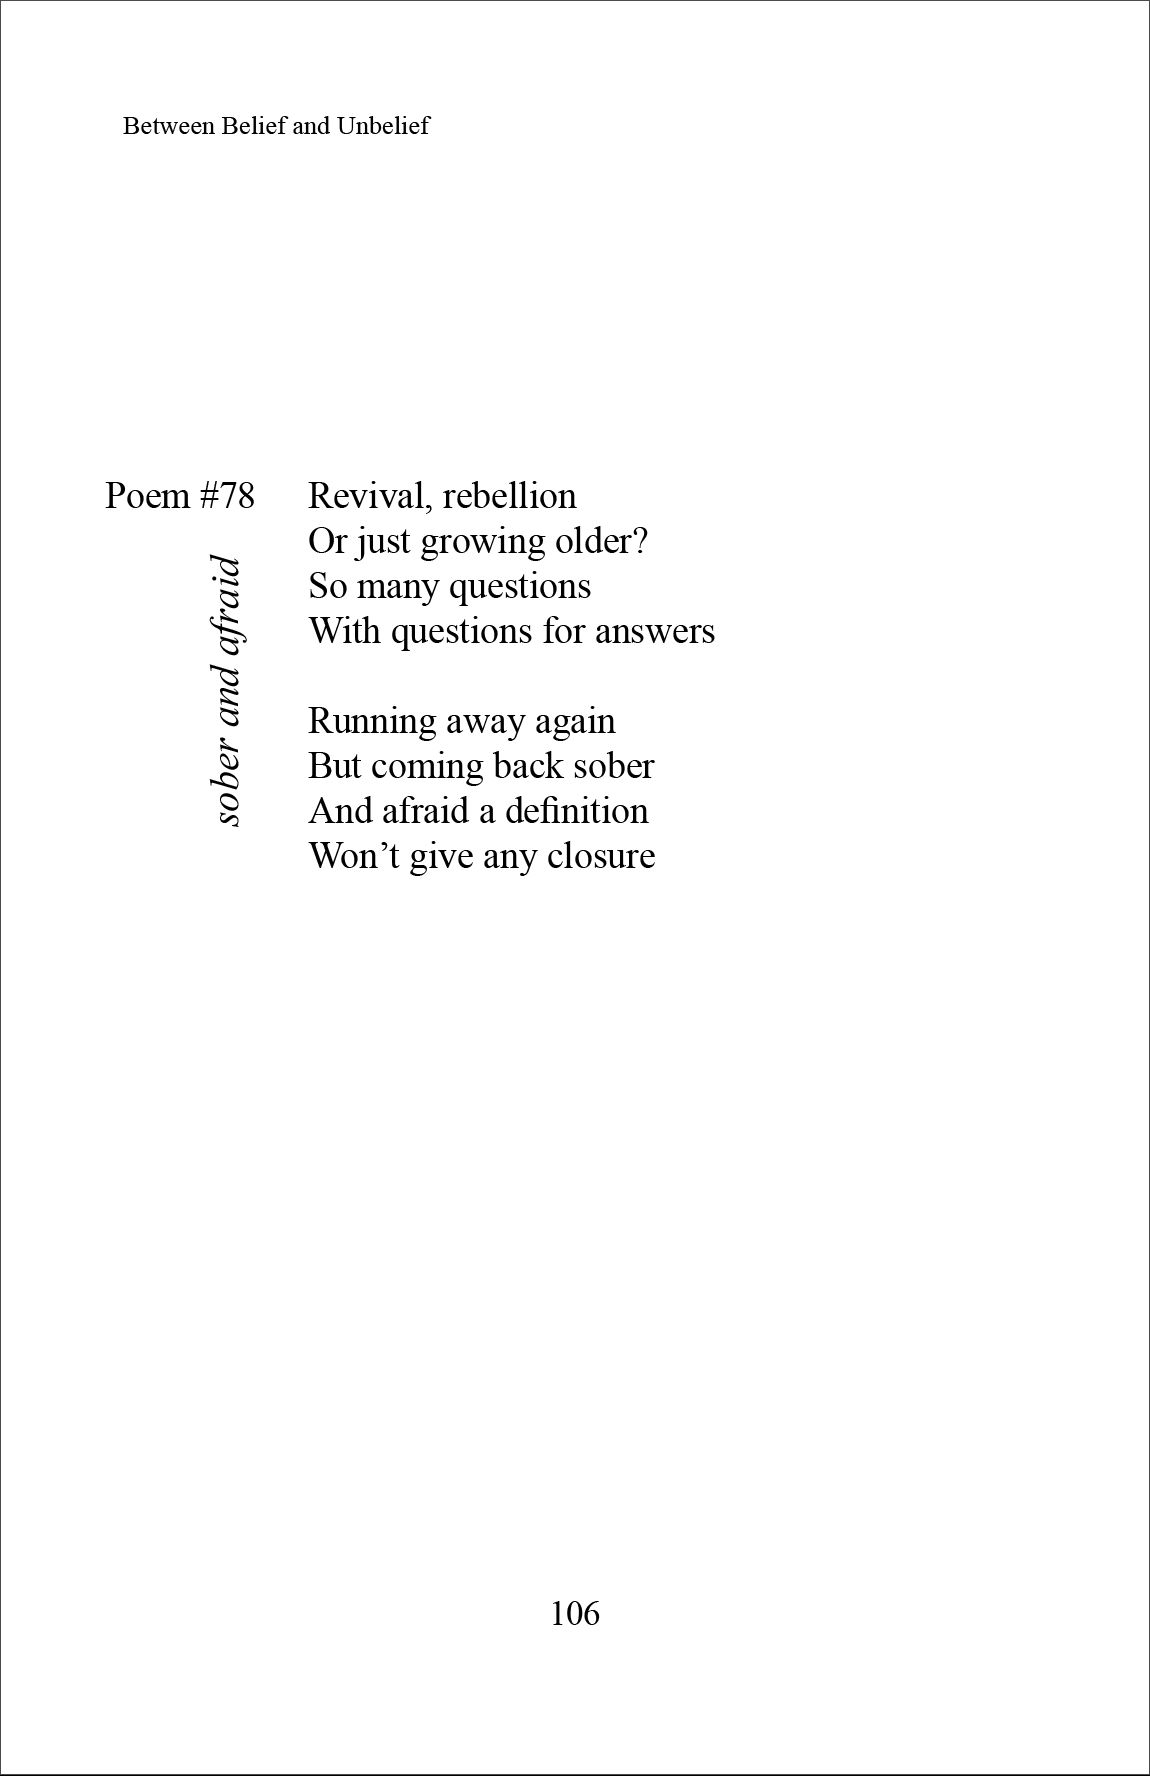 Between Belief and Unbelief
Poem #78
sober and afraid
Revival, rebellion
Or just growing older?
So many questions
With questions for answers
Running away again
But coming back sober
And afraid a definition
Won’t give any closure
106